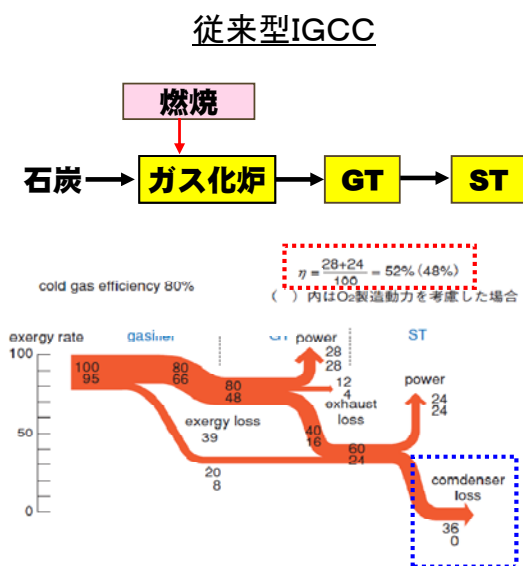 従来型IGCC
燃焼
石炭
ガス化炉
GT
ST
η = 28+24 / 100 = 52% (48%)
cold gas efficiency 80%
( )内はO₂製造動力を考慮した場合
exergy rate
gasifier
GT
power
ST
100
50
0
100
95
80
66
80
48
28
28
12
4
exhaust
loss
power
24
24
exergy loss
39
40
16
60
24
20
8
comdenser
loss
36
0